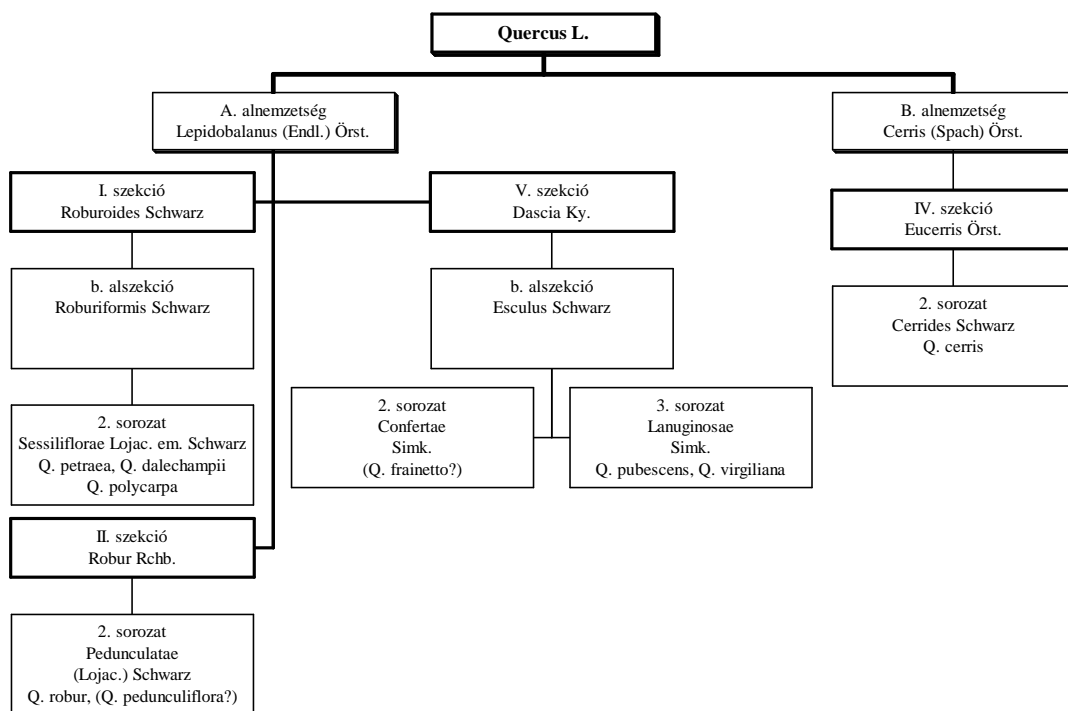 Quercus L.
A. alnemzetség
Lepidobalanus (Endl.) Örst.
B. alnemzetség
Cerris (Spach) Örst.
I. szekció
Roburoides Schwarz
V. szekció
Dascia Ky.
IV. szekció
Eucerris Örst.
b. alszekció
Roburiformis Schwarz
b. alszekció
Esculus Schwarz
2. sorozat
Cerrides Schwarz
Q. cerris
2. sorozat
Sessiliflorae Lojac. em. Schwarz
Q. petraea, Q. dalechampii
Q. polycarpa
2. sorozat
Confertae
Simk.
(Q. frainetto?)
3. sorozat
Lanuginosae
Simk.
Q. pubescens, Q. virgiliana
II. szekció
Robur Rchb.
2. sorozat
Pedunculatae
(Lojac.) Schwarz
Q. robur, (Q. pedunculiflora?)